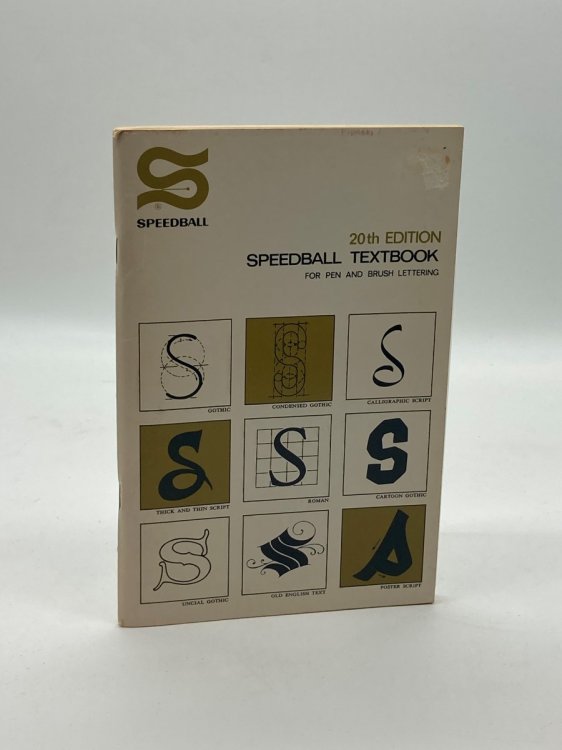 SPEEDBALL
20th EDITION
SPEEDBALL TEXTBOOK
FOR PEN AND BRUSH LETTERING
S
GOTHIC
S
CONDENSED GOTHIC
S
CALLIGRAPHIC SCRIPT
S
THICK AND THIN SCRIPT
S
ROMAN
S
CARTOON GOTHIC
S
UNCIAL GOTHIC
S
OLD ENGLISH TEXT
S
POSTER SCRIPT